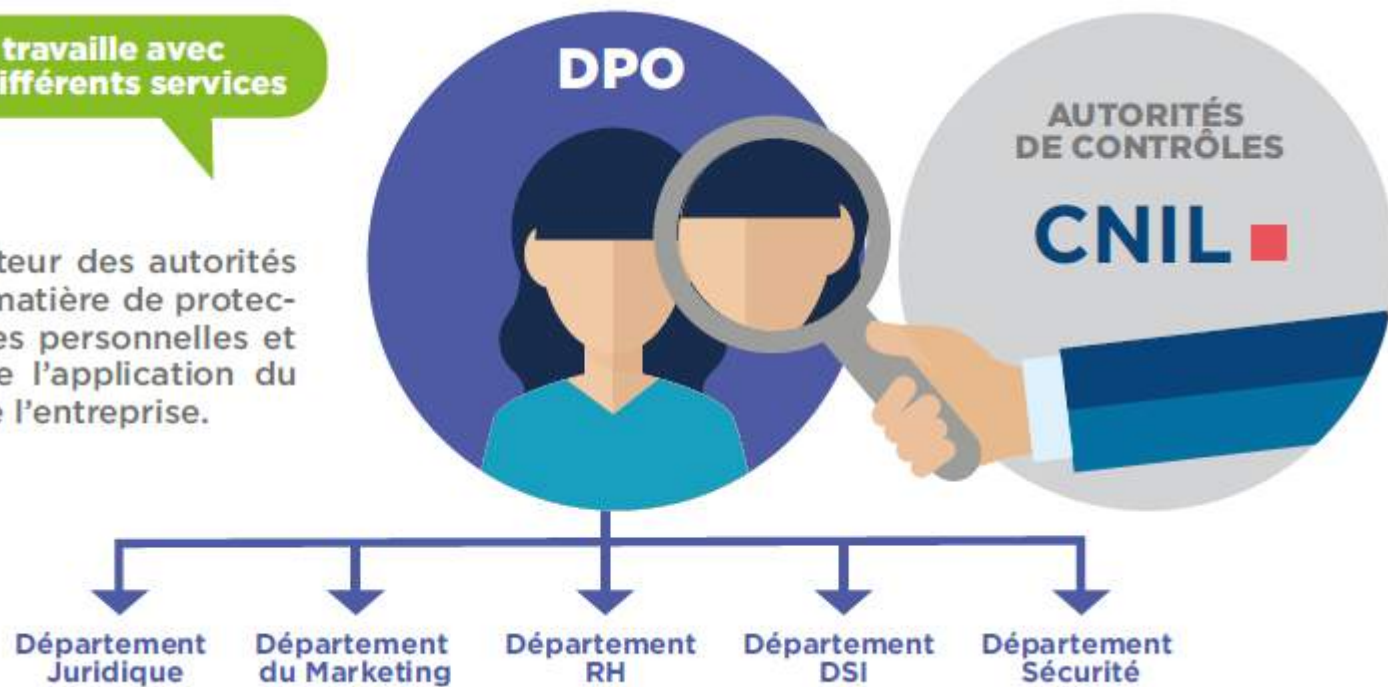 travaille avec
ifférents services
DPO
AUTORITÉS
DE CONTRÔLES
CNIL
teur des autorités
matière de protec-
es personnelles et
e l'application du
e l'entreprise.
Département
Juridique
Département
du Marketing
Département
RH
Département
DSI
Département
Sécurité